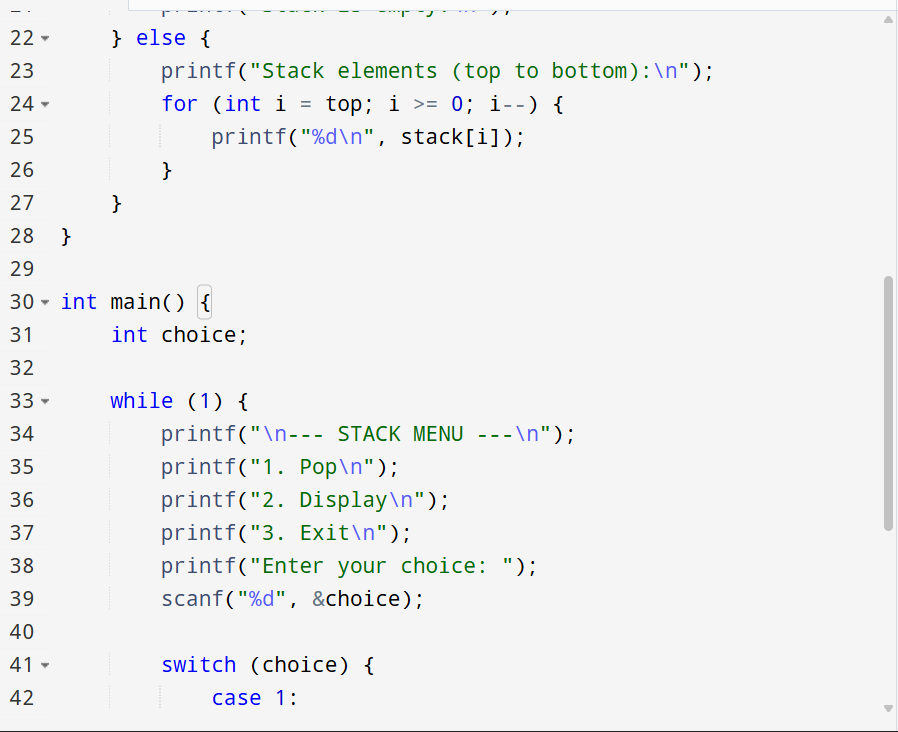 22 } else {
23 printf("Stack elements (top to bottom):\n");
24 for (int i = top; i >= 0; i--) {
25 printf("%d\n", stack[i]);
26 }
27 }
28 }
29
30 int main() {
31 int choice;
32
33 while (1) {
34 printf("\n--- STACK MENU ---\n");
35 printf("1. Pop\n");
36 printf("2. Display\n");
37 printf("3. Exit\n");
38 printf("Enter your choice: ");
39 scanf("%d", &choice);
40
41 switch (choice) {
42 case 1: